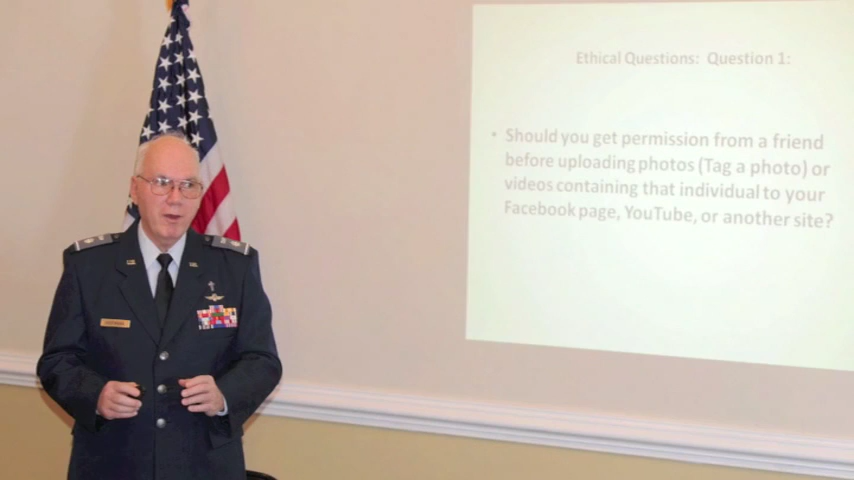 Ethical Questions: Question 1:
• Should you get permission from a friend
before uploading photos (Tag a photo) or
videos containing that individual to your
Facebook page, YouTube, or another site?